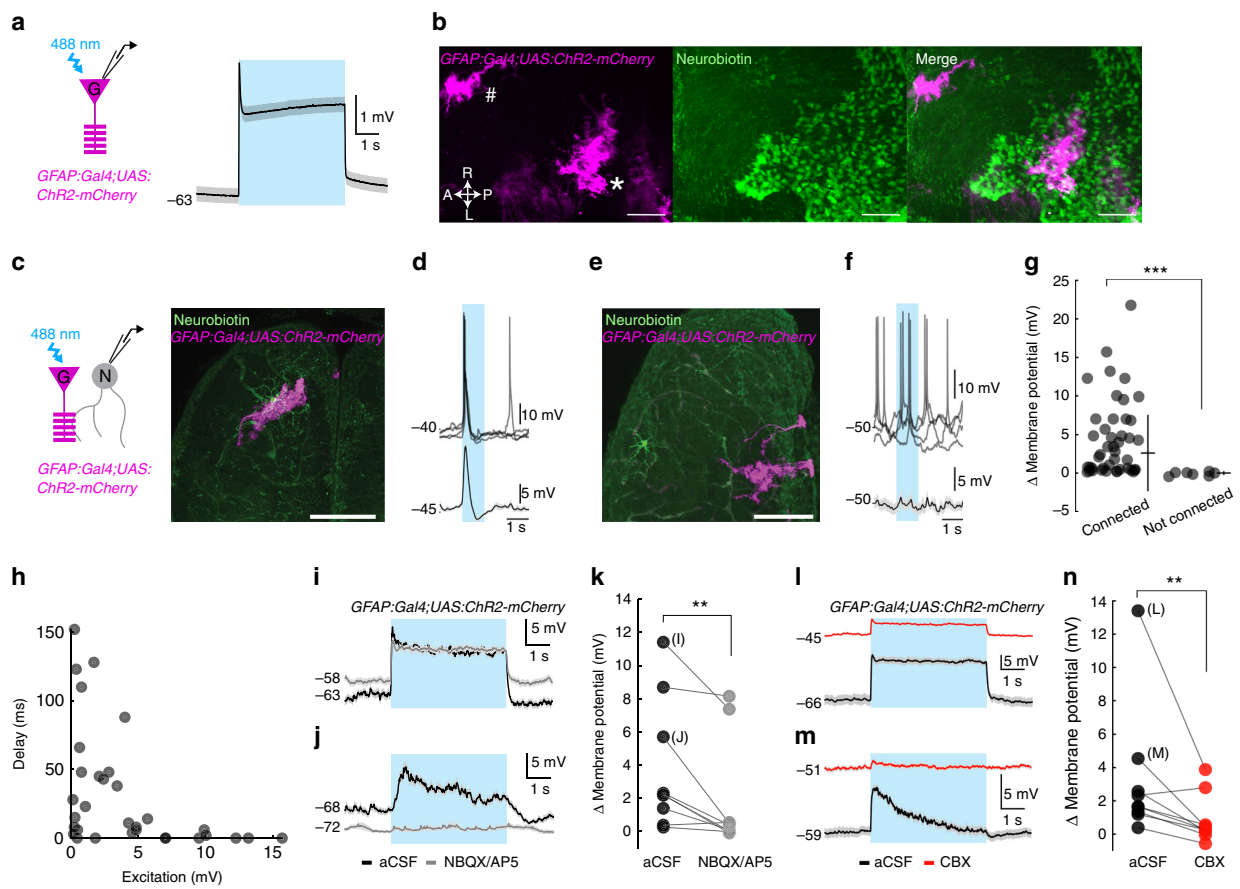 a
488 nm
G
GFAP:Gal4;UAS:
ChR2-mCherry
−63
1 mV
1 s
b
GFAP:Gal4;UAS:ChR2-mCherry
#
*
R
A P
L
Neurobiotin
Merge
c
488 nm
G
N
GFAP:Gal4;UAS:
ChR2-mCherry
Neurobiotin
GFAP:Gal4;UAS:ChR2-mCherry
d
−40
10 mV
−45
5 mV
1 s
e
Neurobiotin
GFAP:Gal4;UAS:ChR2-mCherry
f
−50
10 mV
−50
5 mV
1 s
g
***
Δ Membrane potential (mV)
25
20
15
10
5
0
−5
Connected
Not connected
h
Delay (ms)
150
100
50
0
0 5 10 15
Excitation (mV)
i
GFAP:Gal4;UAS:ChR2-mCherry
5 mV
1 s
−58
−63
j
5 mV
1 s
−68
−72
aCSF NBQX/AP5
k
**
Δ Membrane potential (mV)
14
12
10
8
6
4
2
0
(I)
(J)
aCSF NBQX/AP5
l
GFAP:Gal4;UAS:ChR2-mCherry
−45
5 mV
1 s
−66
m
−51
5 mV
1 s
−59
aCSF CBX
n
**
Δ Membrane potential (mV)
14
12
10
8
6
4
2
0
(L)
(M)
aCSF CBX